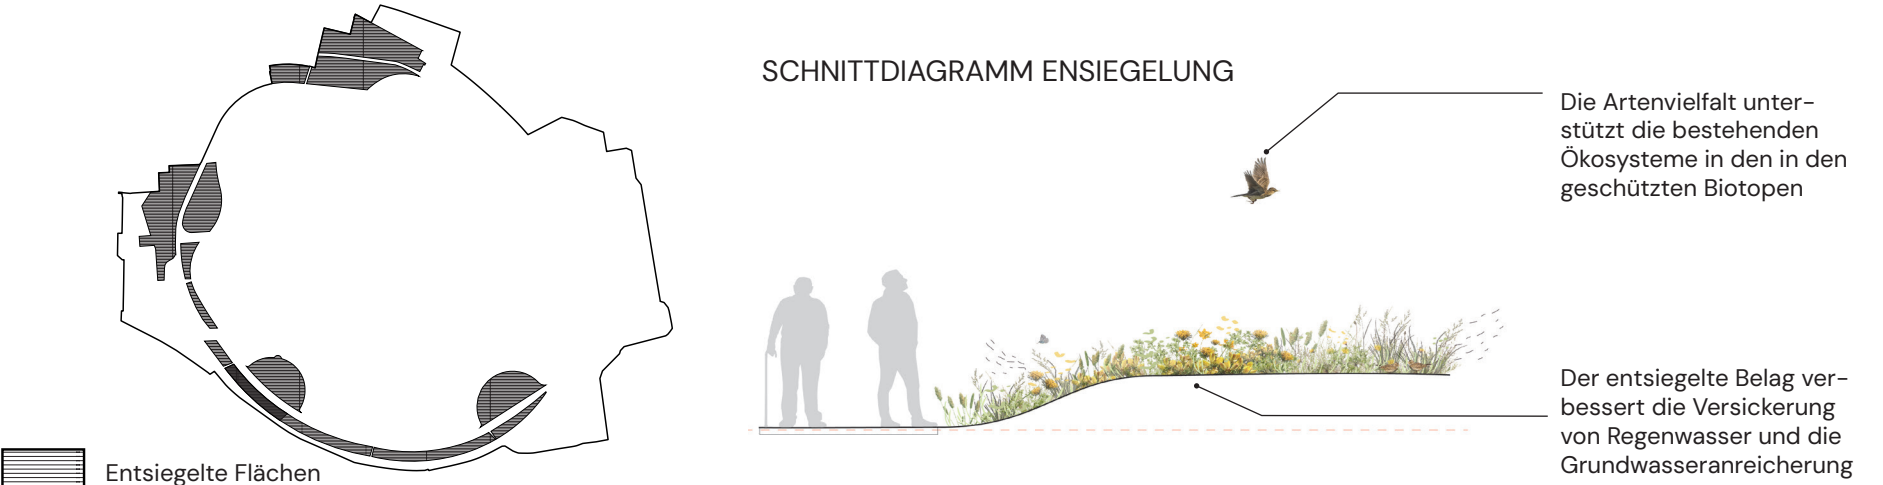 SCHNITTDIAGRAMM ENSIEGELUNG
Die Artenvielfalt unter-
stützt die bestehenden
Ökosysteme in den in den
geschützten Biotopen
Der entsiegelte Belag ver-
bessert die Versickerung
von Regenwasser und die
Grundwasseranreicherung
Entsiegelte Flächen